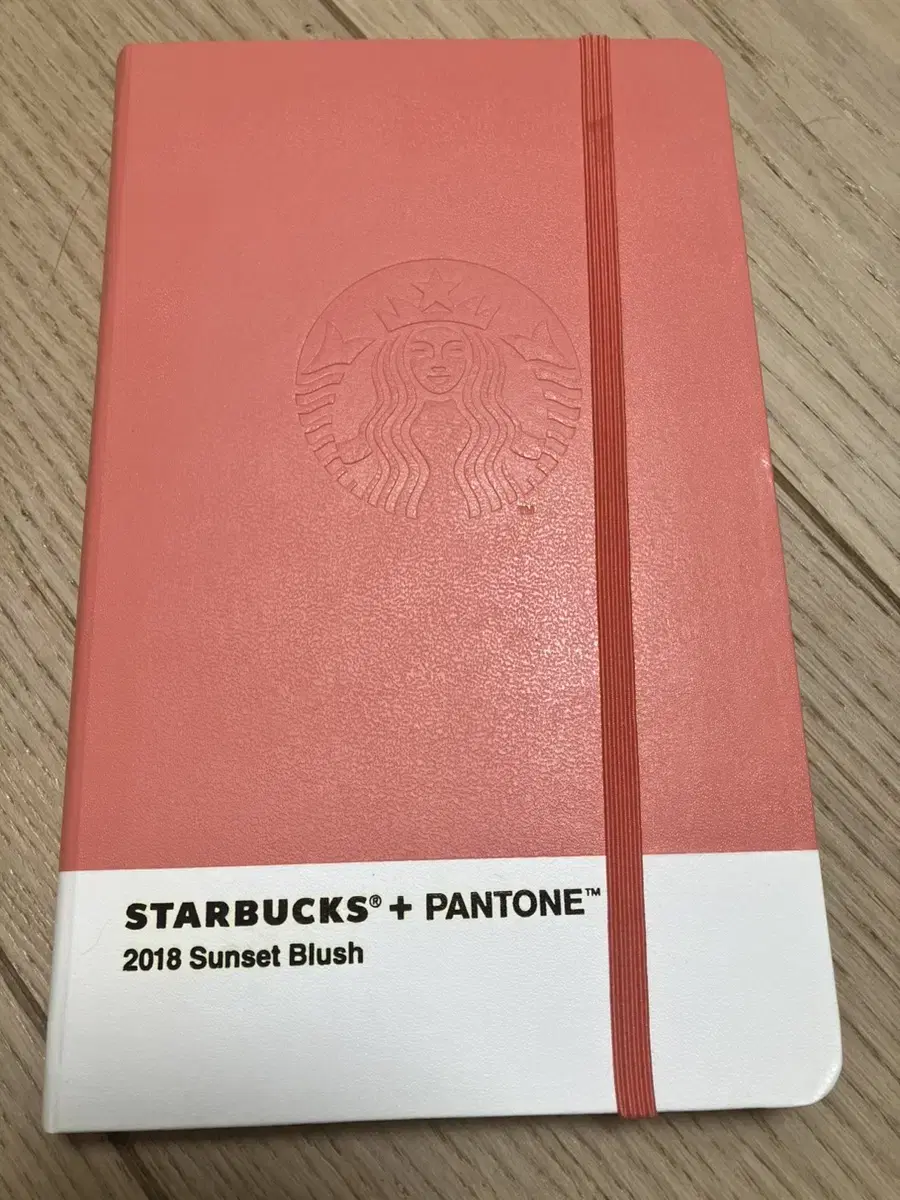 STARBUCKS® + PANTONE™
2018 Sunset Blush